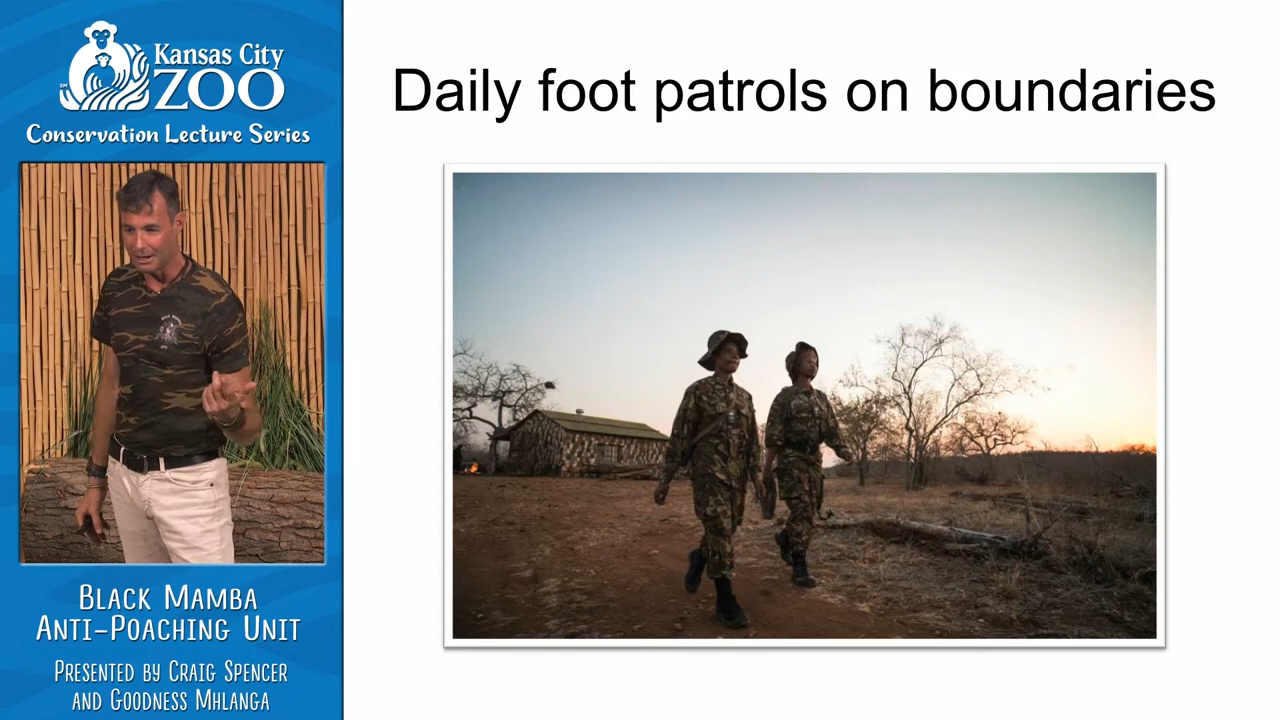 Kansas City
ZOO
SM
Conservation Lecture Series
Daily foot patrols on boundaries
BLACK MAMBA
ANTI-POACHING UNIT
PRESENTED BY CRAIG SPENCER
AND GOODNESS MHLANGA